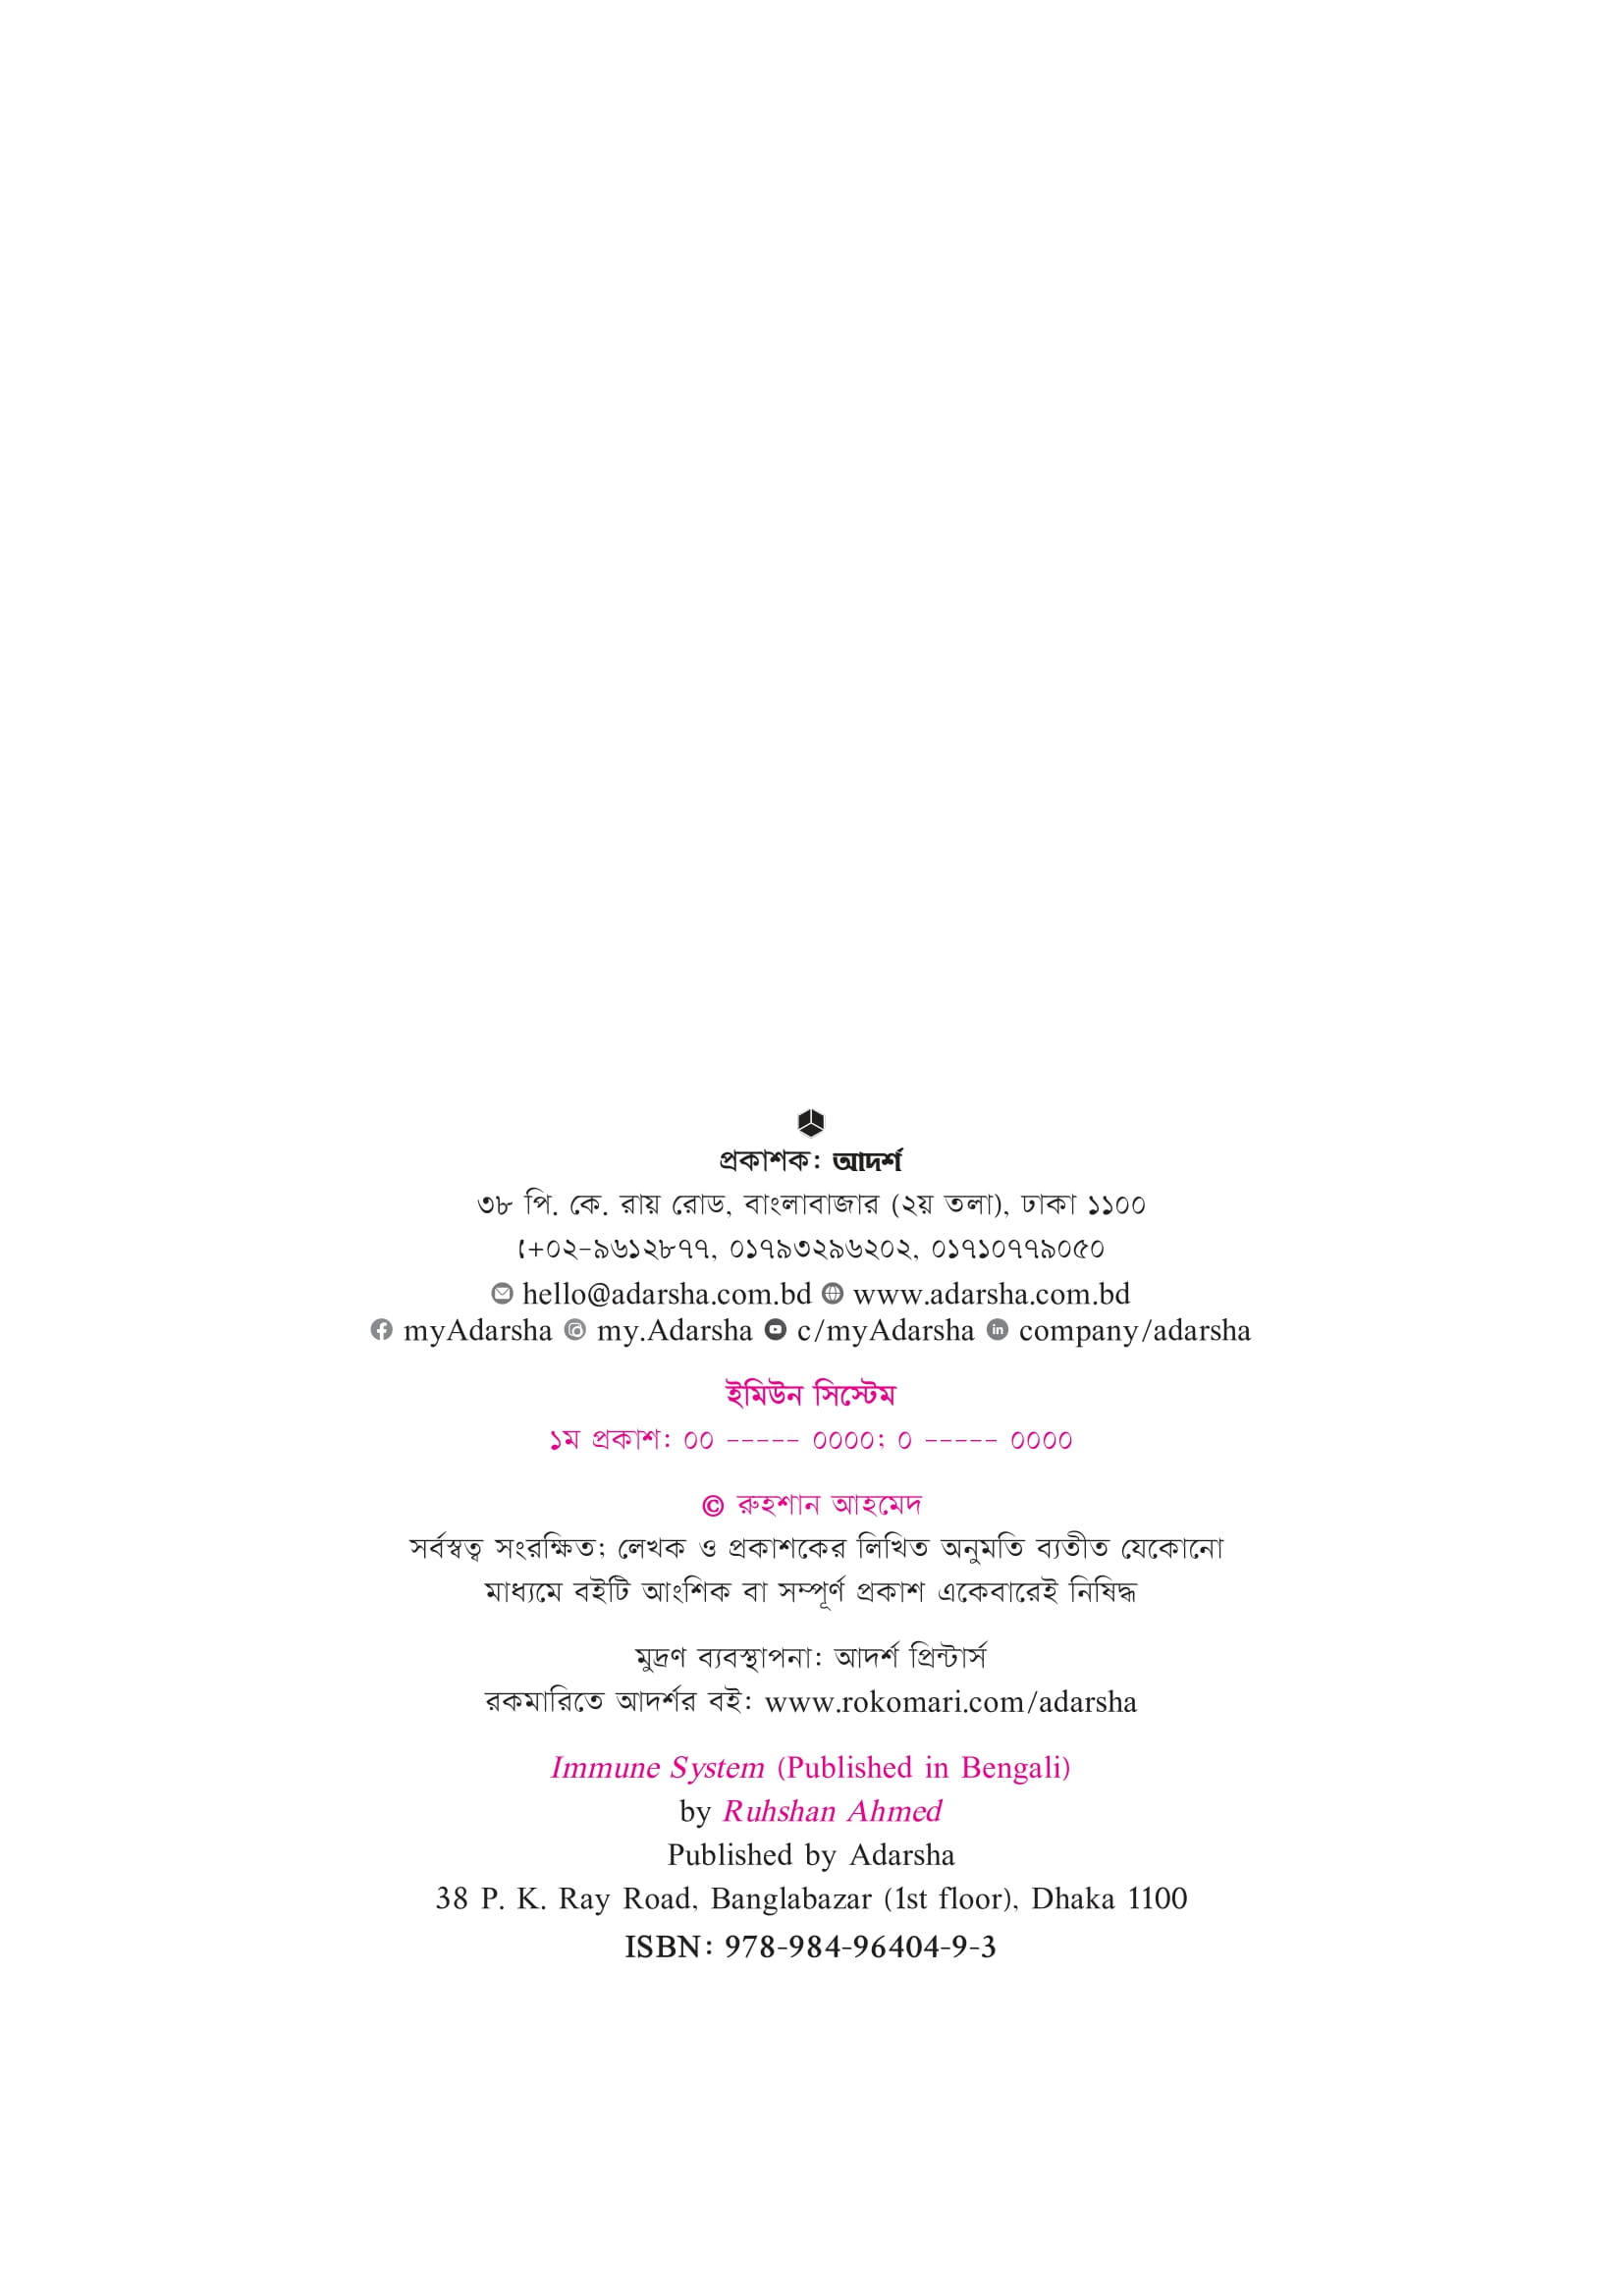 প্রকাশক: আদর্শ
৩৮ পি. কে. রায় রোড, বাংলাবাজার (২য় তলা), ঢাকা ১১০০
+০২-৯৬১২৮৭৭, ০১৭৯৩২৯৬২০২, ০১৭১০৭৭৯০৫০
hello@adarsha.com.bd www.adarsha.com.bd
myAdarsha my.Adarsha c/myAdarsha company/adarsha
ইমিউন সিস্টেম
১ম প্রকাশ: ০০ ----- ০০০০; ০ ----- ০০০০
© রুহশান আহমেদ
সর্বস্বত্ব সংরক্ষিত; লেখক ও প্রকাশকের লিখিত অনুমতি ব্যতীত যেকোনো
মাধ্যমে বইটি আংশিক বা সম্পূর্ণ প্রকাশ একেবারেই নিষিদ্ধ
মুদ্রণ ব্যবস্থাপনা: আদর্শ প্রিন্টার্স
রকমারিতে আদর্শর বই: www.rokomari.com/adarsha
Immune System (Published in Bengali)
by Ruhshan Ahmed
Published by Adarsha
38 P. K. Ray Road, Banglabazar (1st floor), Dhaka 1100
ISBN: 978-984-96404-9-3